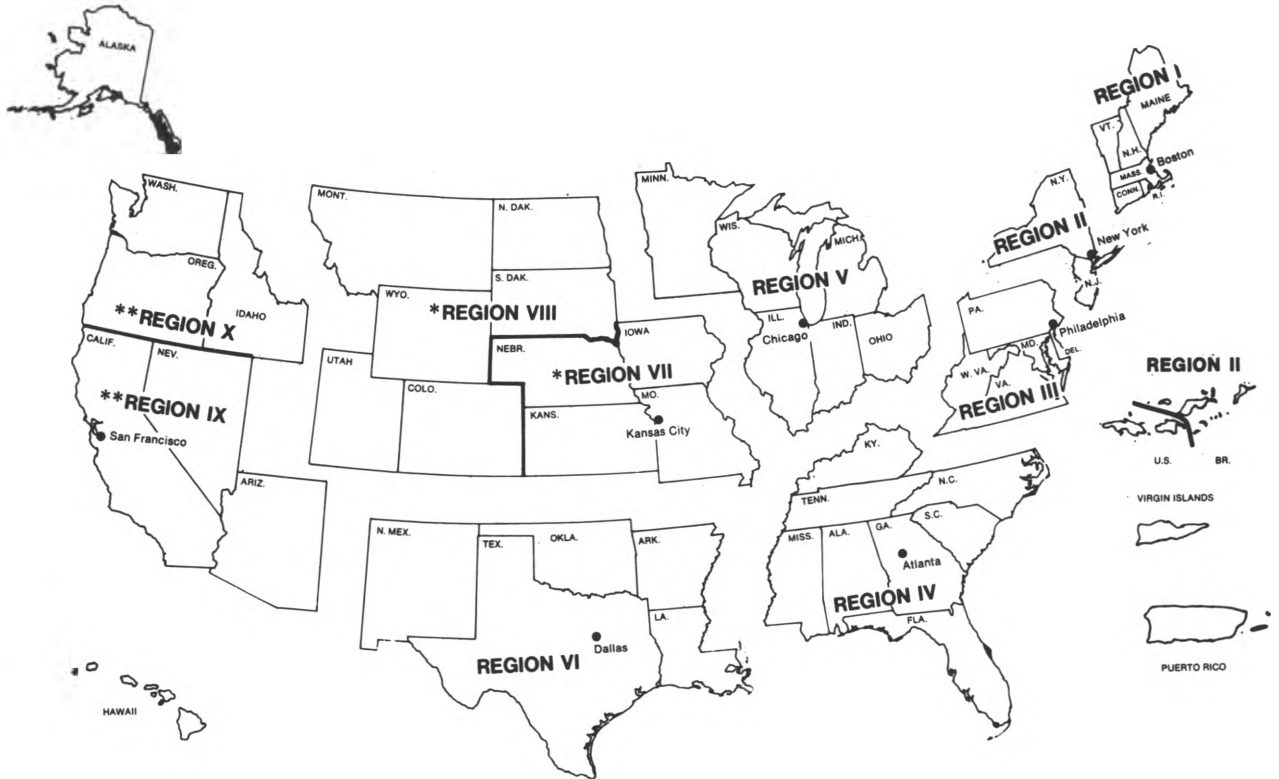 ALASKA
REGION I
MAINE
VT.
N.H.
Boston
MASS.
CONN.
R.I.
WASH.
MONT.
N. DAK.
MINN.
N.Y.
OREG.
IDAHO
S. DAK.
WIS.
MICH.
REGION II
New York
WYO.
*REGION VIII
REGION V
N.J.
**REGION X
ILL.
IND.
OHIO
PA.
Philadelphia
CALIF.
NEV.
UTAH
NEBR.
IOWA
Chicago
MD.
DEL.
COLO.
*REGION VII
W. VA.
VA.
REGION III
REGION II
**REGION IX
KANS.
MO.
Kansas City
San Francisco
KY.
U.S. BR.
VIRGIN ISLANDS
ARIZ.
TENN.
N.C.
S.C.
N. MEX.
TEX.
OKLA.
ARK.
MISS.
ALA.
GA.
Atlanta
REGION IV
LA.
FLA.
Dallas
REGION VI
PUERTO RICO
HAWAII